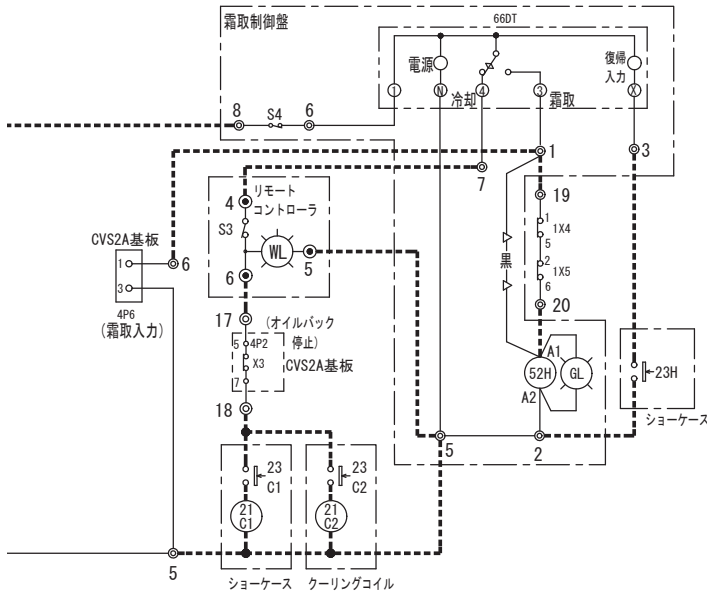 霜取制御盤
66DT
電源
復帰
入力
1
N
冷却
4
3
霜取
X
8
S4
6
1
3
7
4
リモート
コントローラ
19
S3
1
1X4
5
CVS2A基板
WL
5
黒
1
6
2
1X5
6
3
6
20
4P6
(霜取入力)
17
(オイルバック
停止)
5
4P2
X3
CVS2A基板
7
A1
52H
GL
A2
23H
ショーケース
18
5
2
23
C1
23
C2
21
C1
21
C2
5
ショーケース
クーリングコイル